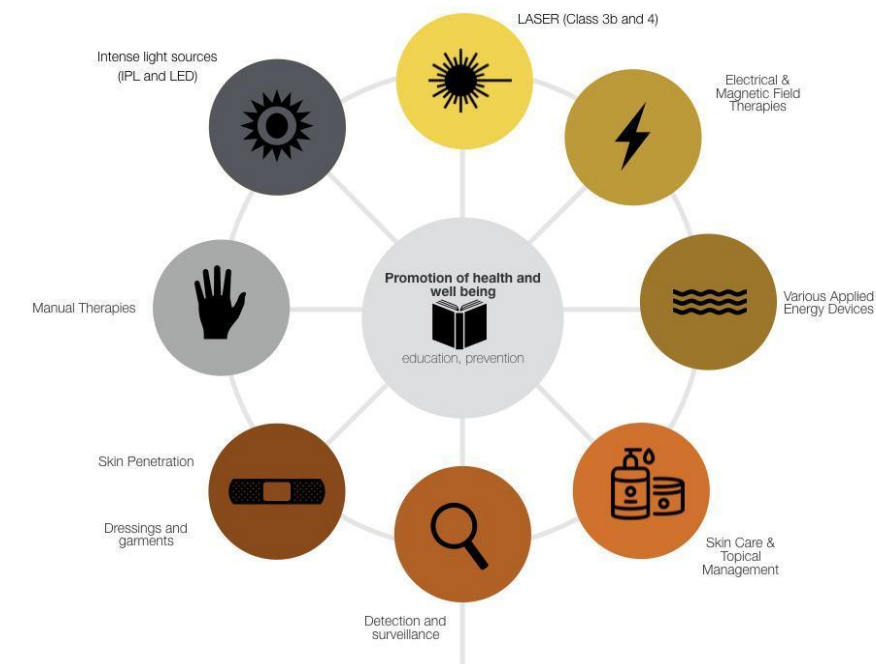 LASER (Class 3b and 4)
Intense light sources
(IPL and LED)
Electrical &
Magnetic Field
Therapies
Promotion of health and
well being
education, prevention
Manual Therapies
Various Applied
Energy Devices
Skin Penetration
Dressings and
garments
Skin Care &
Topical
Management
Detection and
surveillance